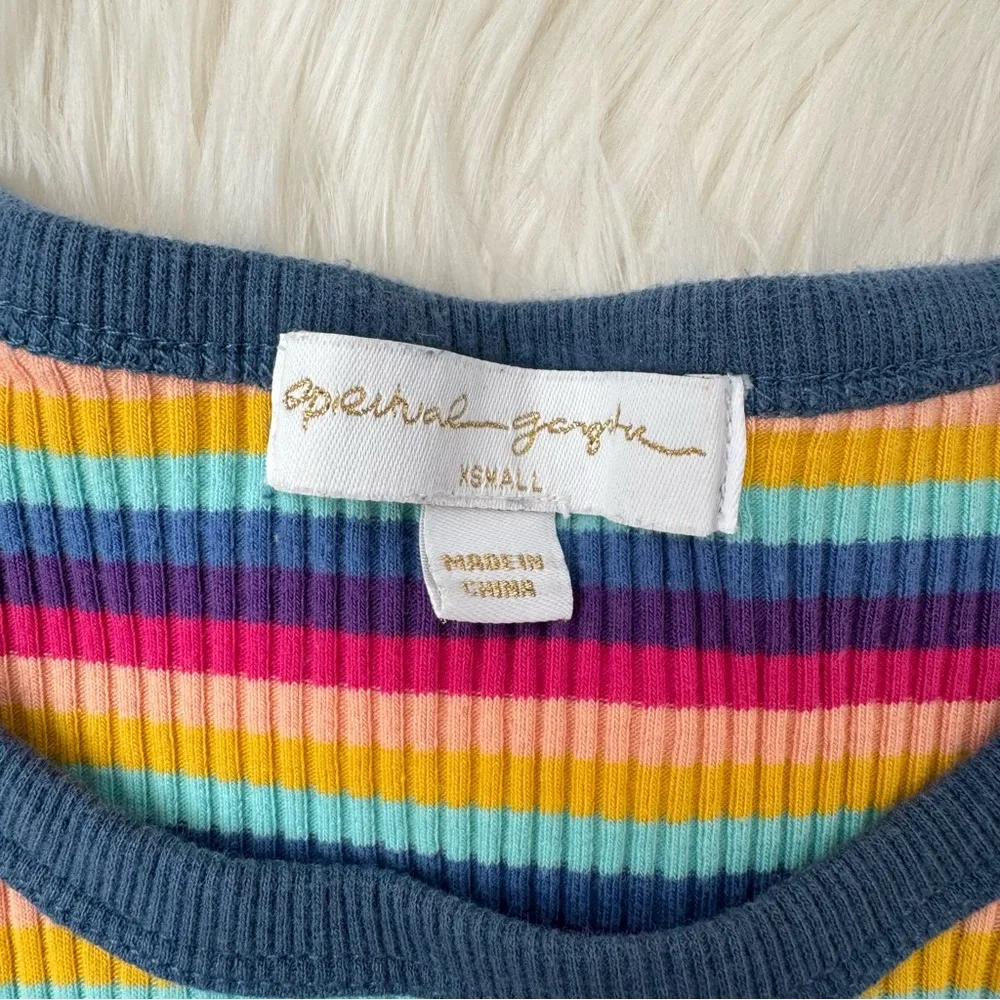 spiritual gangster
XSMALL
MADE IN
CHINA